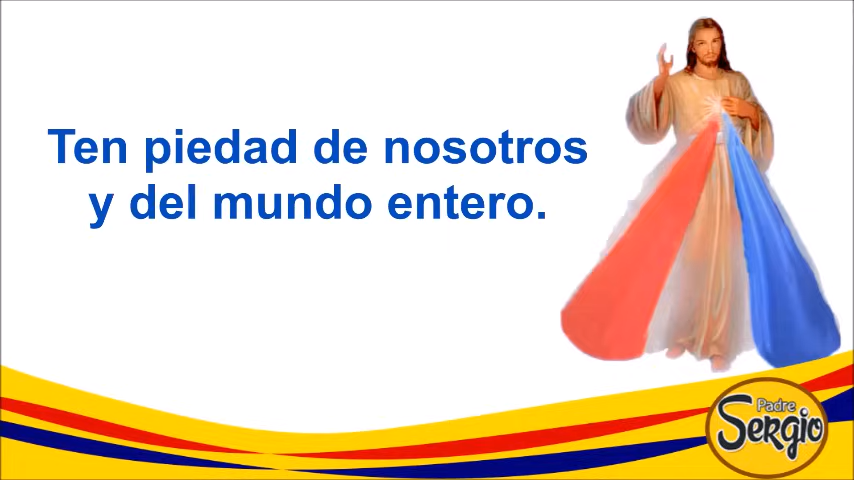 Ten piedad de nosotros
y del mundo entero.
Padre
Sergio